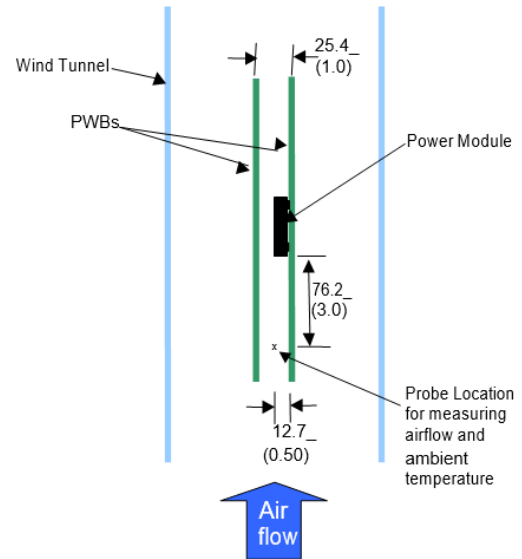 25.4_
(1.0)
Wind Tunnel
PWBs
Power Module
76.2_
(3.0)
x
Probe Location
for measuring
airflow and
ambient
temperature
12.7_
(0.50)
Air
flow